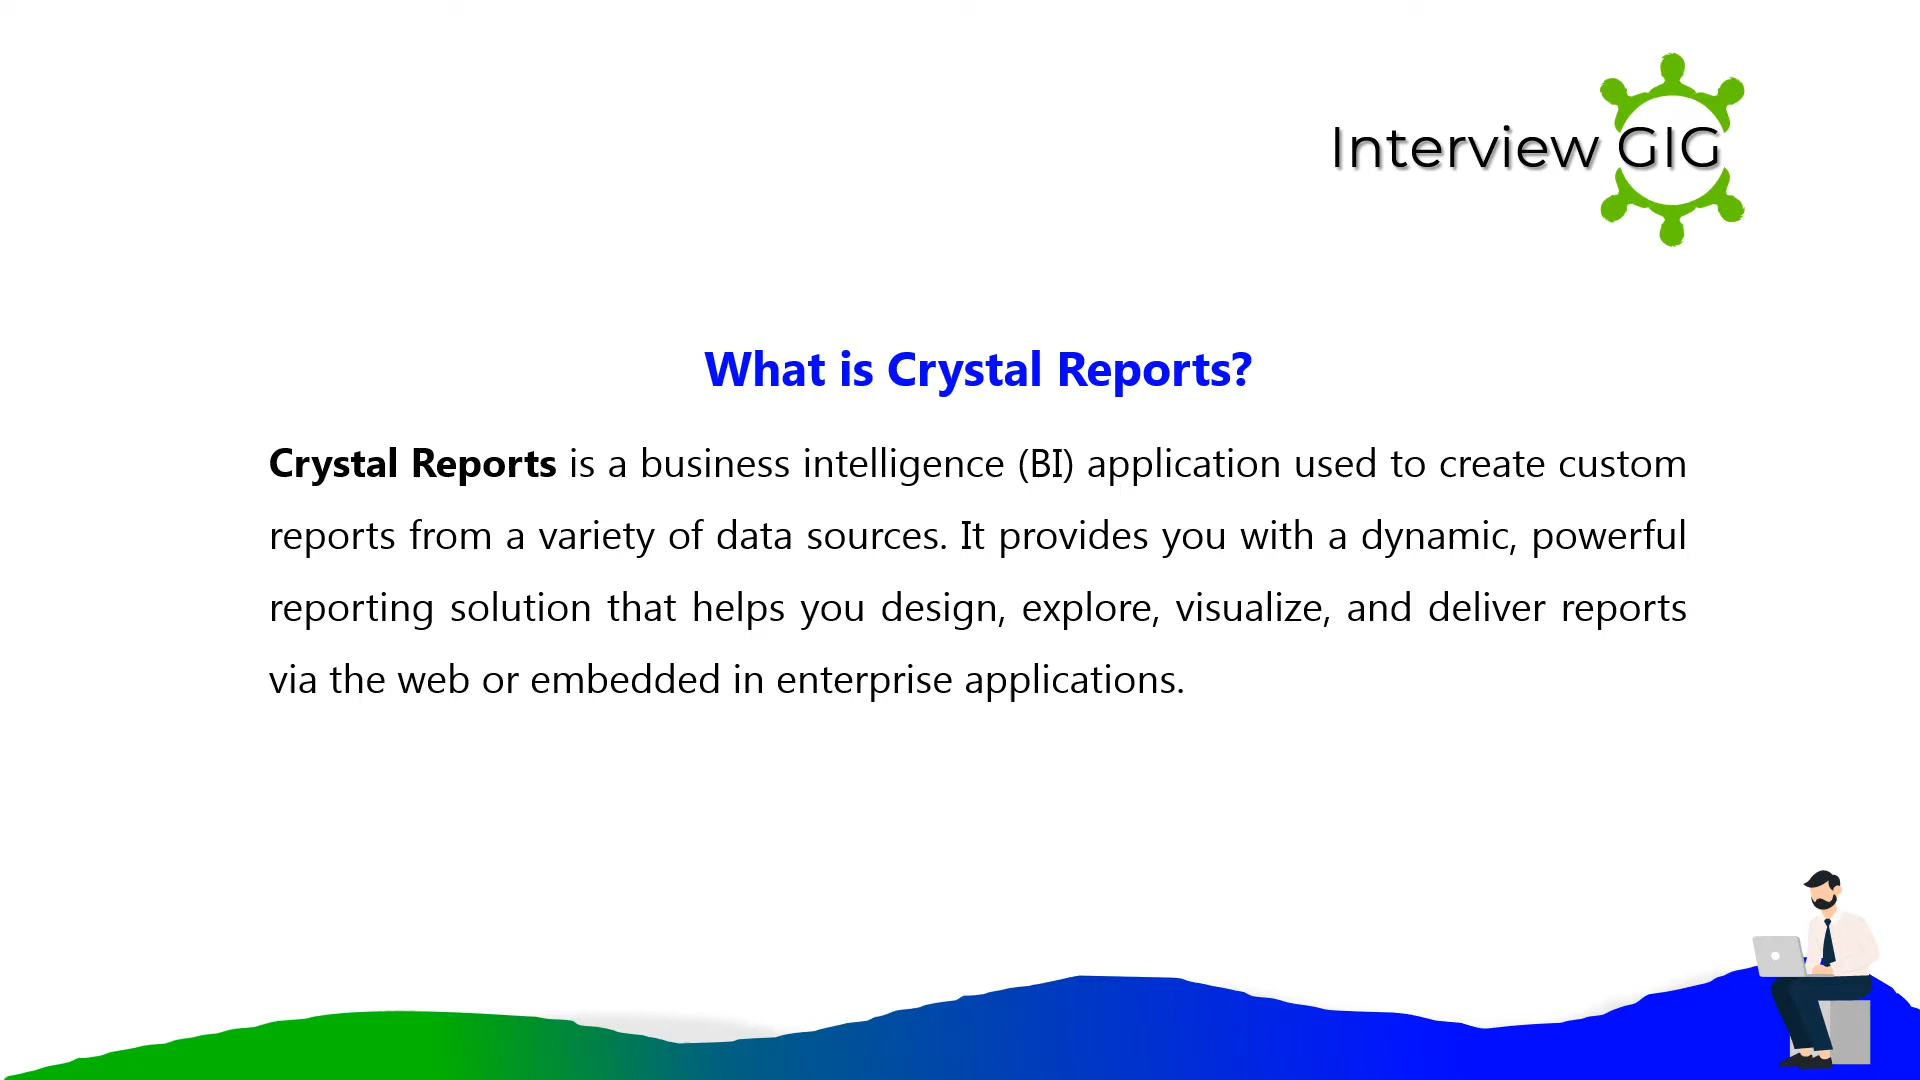 Interview GIG
What is Crystal Reports?
Crystal Reports is a business intelligence (BI) application used to create custom
reports from a variety of data sources. It provides you with a dynamic, powerful
reporting solution that helps you design, explore, visualize, and deliver reports
via the web or embedded in enterprise applications.